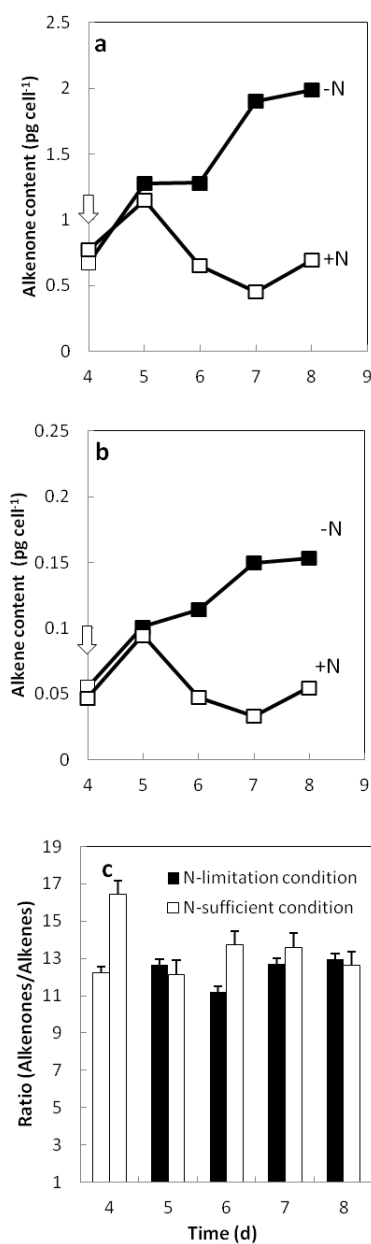 2.5
a
2
-N
1.5
1
0.5
+N
0
4 5 6 7 8 9
Alkenone content (pg cell-1)
0.25
b
0.2
-N
0.15
0.1
0.05
+N
0
4 5 6 7 8 9
Alkene content (pg cell-1)
19
c
17
N-limitation condition
15
N-sufficient condition
13
11
9
7
5
3
1
4 5 6 7 8
Ratio (Alkenones/Alkenes)
Time (d)